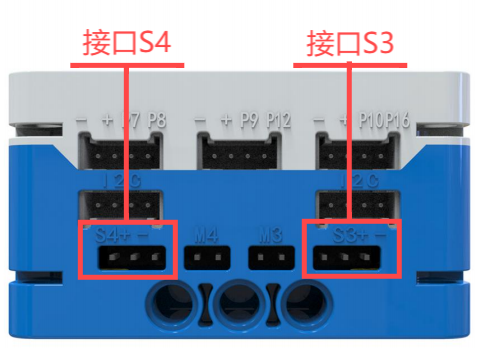 接口S4 接口S3
- + P7 P8 - + P9 P12 - + P10 P16
I2C I2C
S4+- M4 M3 S3+-